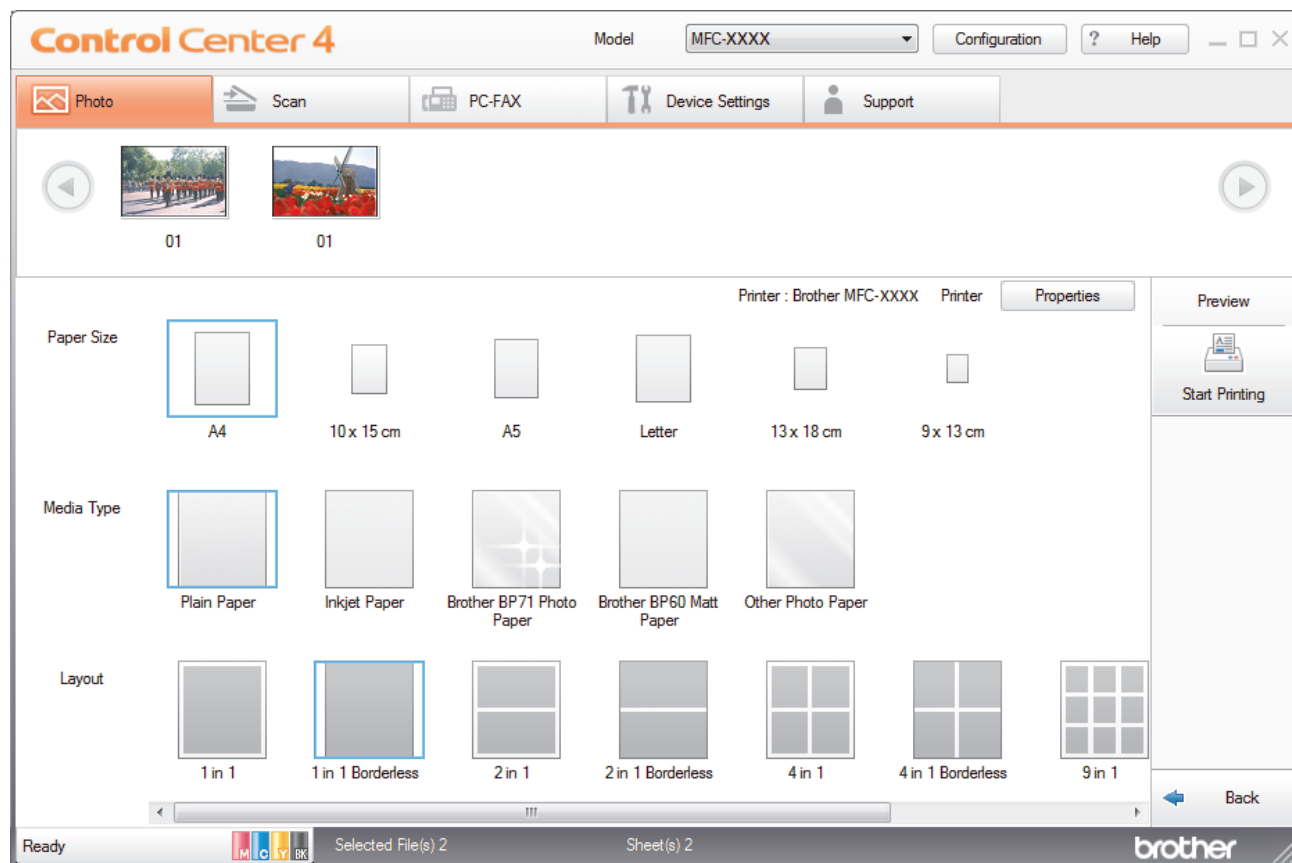 Control Center 4
Model MFC-XXXX Configuration ? Help
Photo Scan PC-FAX Device Settings Support
01 01
Printer : Brother MFC-XXXX Printer Properties Preview
Paper Size
Start Printing
A4 10 x 15 cm A5 Letter 13 x 18 cm 9 x 13 cm
Media Type
Plain Paper Inkjet Paper Brother BP71 Photo Paper Brother BP60 Matt Paper Other Photo Paper
Layout
1 in 1 1 in 1 Borderless 2 in 1 2 in 1 Borderless 4 in 1 4 in 1 Borderless 9 in 1
Back
Ready M C Y BK Selected File(s) 2 Sheet(s) 2 brother